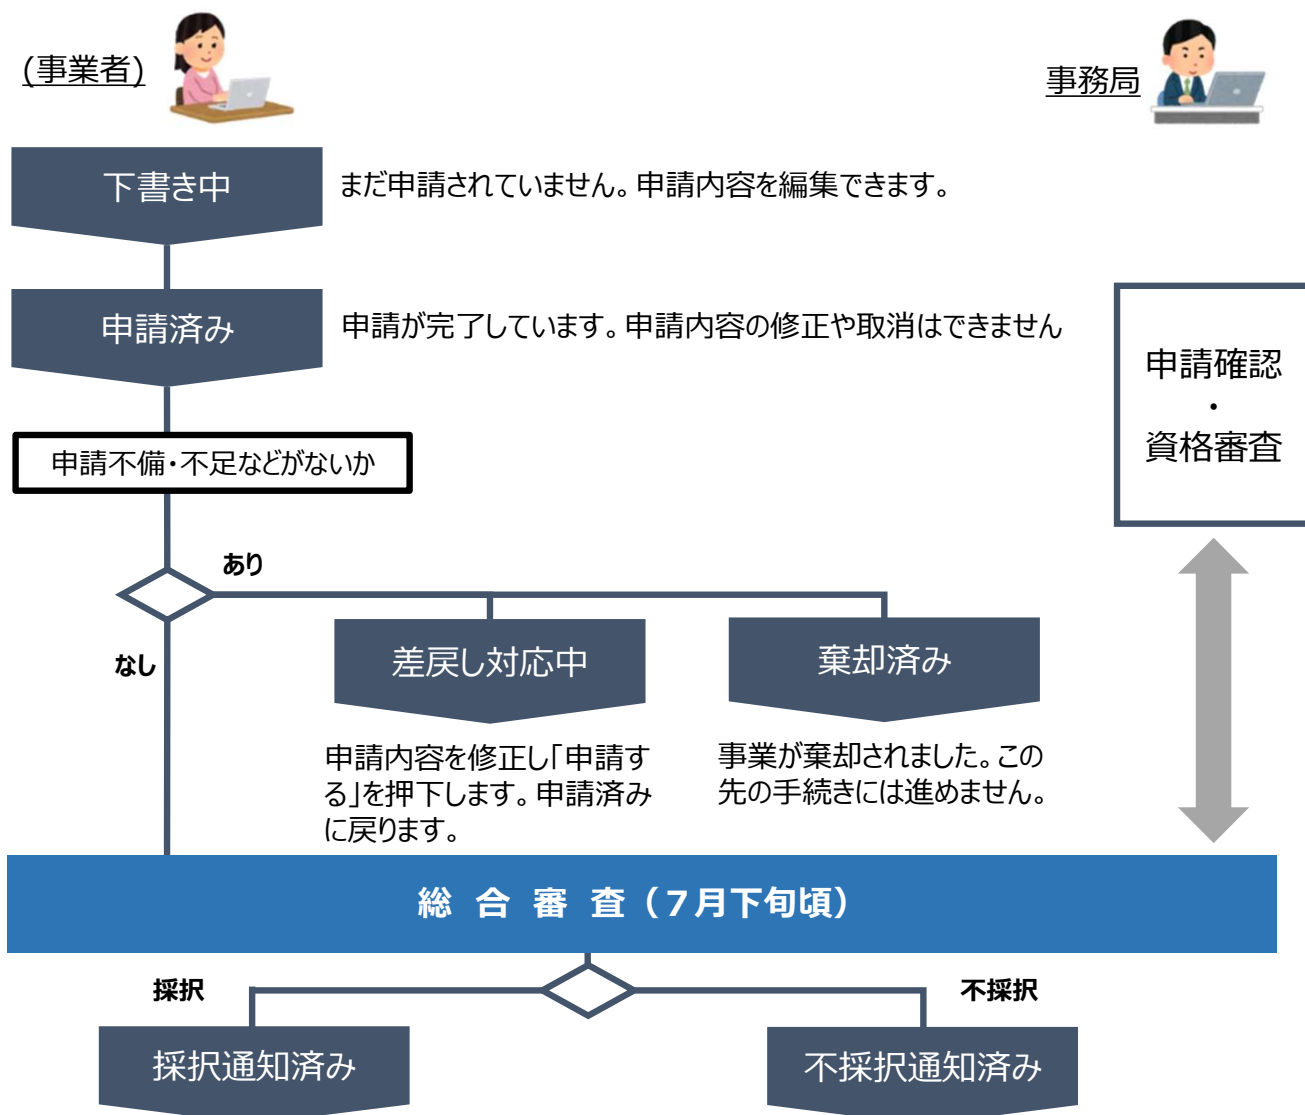 (事業者)
事務局
下書き中
まだ申請されていません。申請内容を編集できます。
申請済み
申請が完了しています。申請内容の修正や取消はできません
申請確認
・
資格審査
申請不備・不足などがないか
あり
なし
差戻し対応中
棄却済み
申請内容を修正し「申請す
る」を押下します。申請済み
に戻ります。
事業が棄却されました。この
先の手続きには進めません。
総 合 審 査（７月下旬頃）
採択
不採択
採択通知済み
不採択通知済み